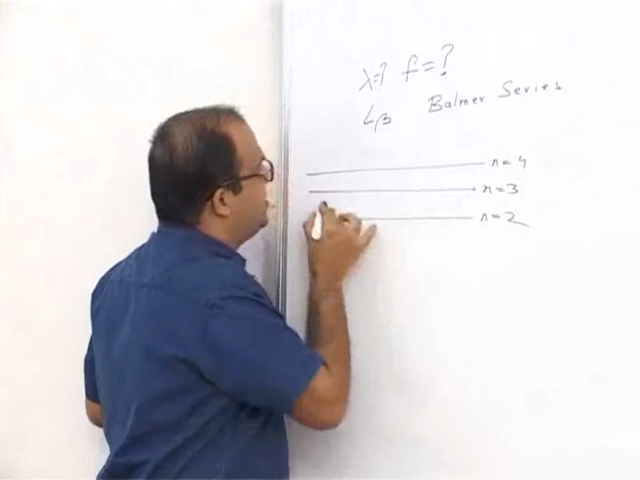 λ=? f=?
Lβ Balmer Series
n=4
n=3
n=2